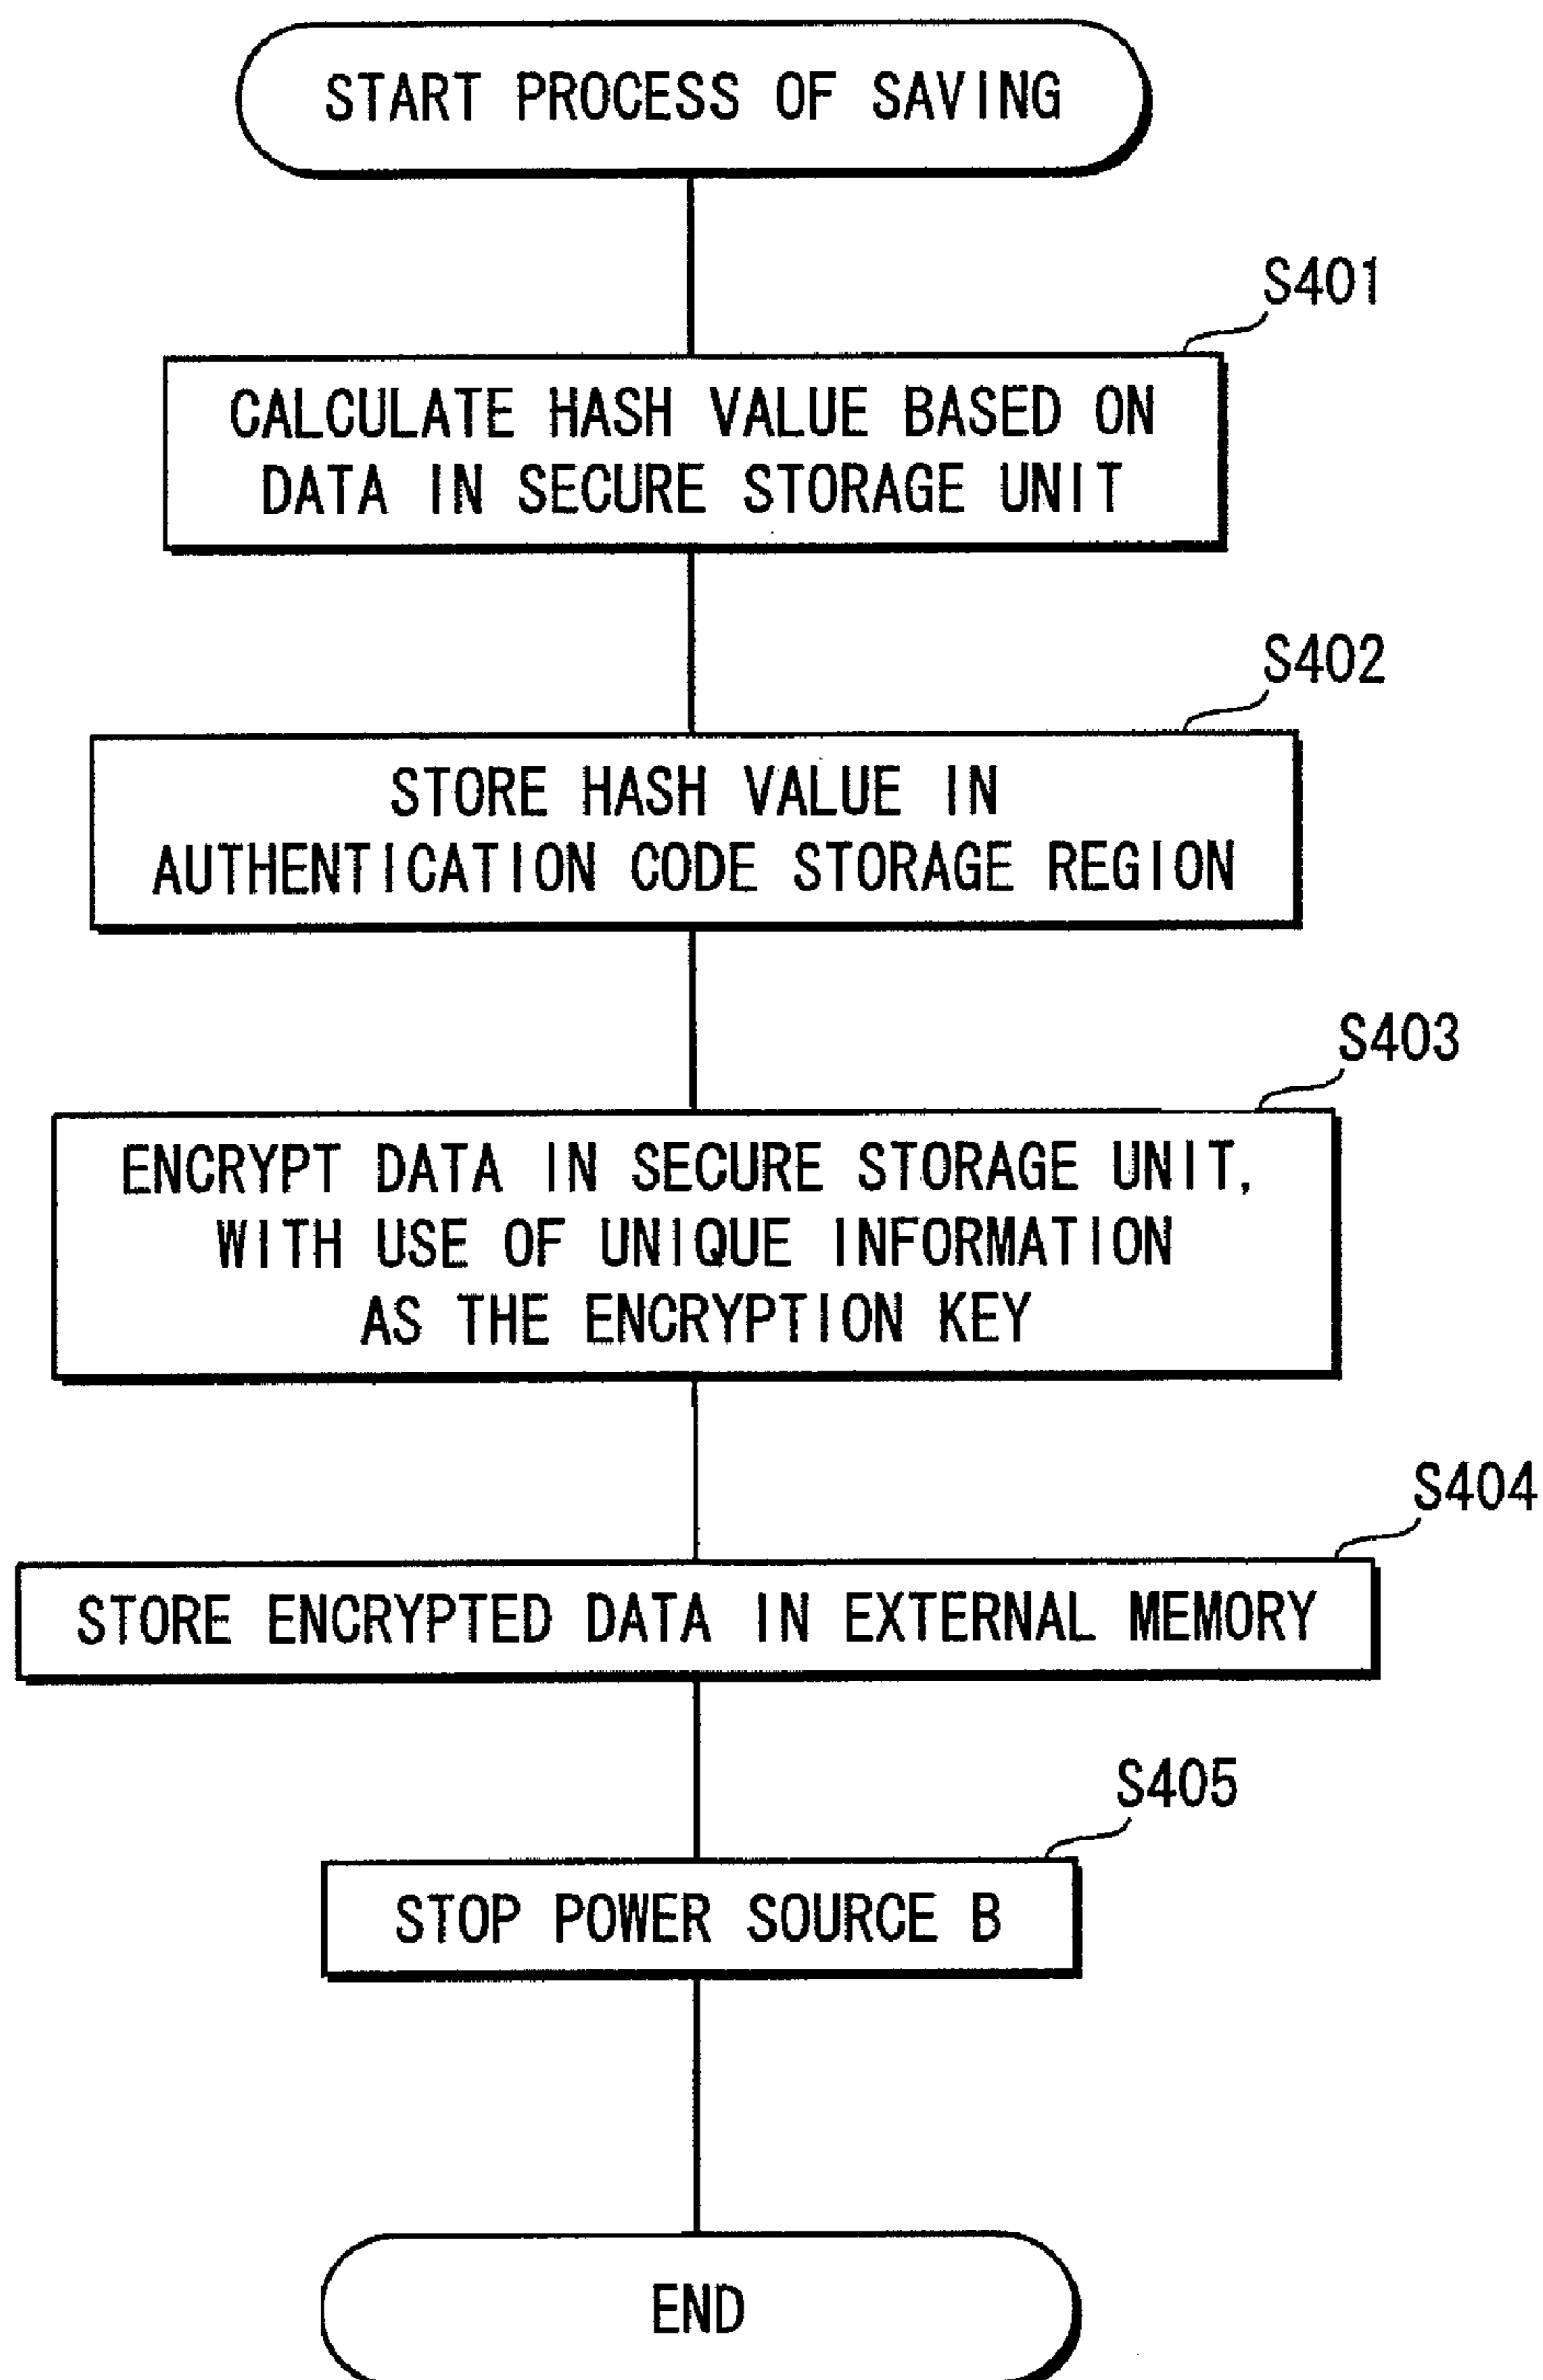 START PROCESS OF SAVING
S401
CALCULATE HASH VALUE BASED ON
DATA IN SECURE STORAGE UNIT
S402
STORE HASH VALUE IN
AUTHENTICATION CODE STORAGE REGION
S403
ENCRYPT DATA IN SECURE STORAGE UNIT,
WITH USE OF UNIQUE INFORMATION
AS THE ENCRYPTION KEY
S404
STORE ENCRYPTED DATA IN EXTERNAL MEMORY
S405
STOP POWER SOURCE B
END